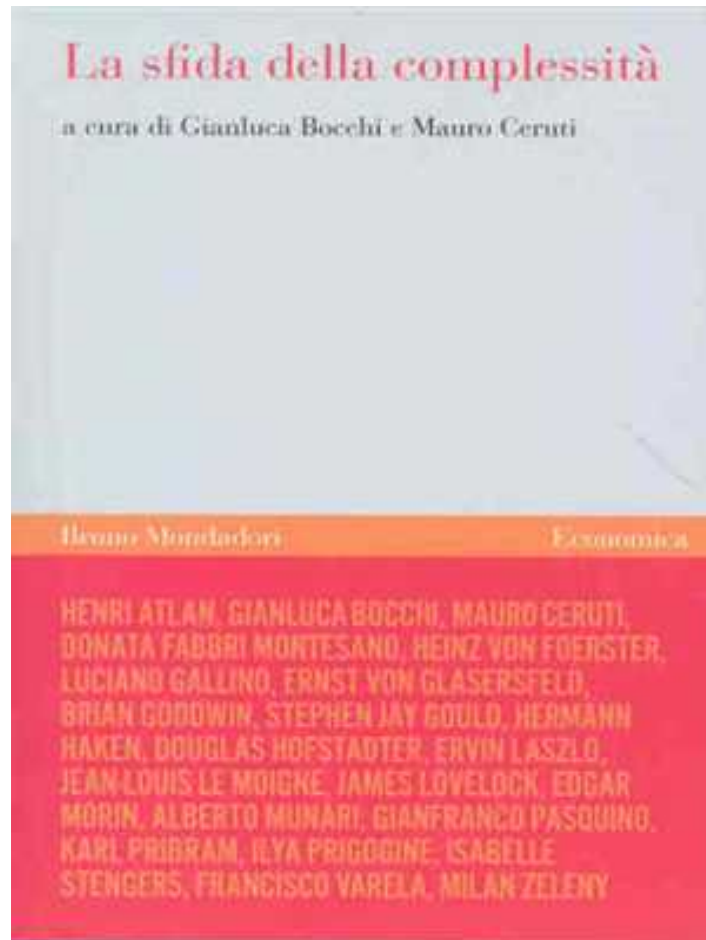 La sfida della complessità
a cura di Gianluca Bocchi e Mauro Ceruti
Bruno Mondadori
Economica
HENRI ATLAN, GIANLUCA BOCCHI, MAURO CERUTI,
DONATA FABBRI MONTESANO, HEINZ VON FOERSTER,
LUCIANO GALLINO, ERNST VON GLASERSFELD,
BRIAN GOODWIN, STEPHEN JAY GOULD, HERMANN
HAKEN, DOUGLAS HOFSTADTER, ERVIN LASZLO,
JEAN-LOUIS LE MOIGNE, JAMES LOVELOCK, EDGAR
MORIN, ALBERTO MUNARI, GIANFRANCO PASQUINO,
KARL PRIBRAM, ILYA PRIGOGINE, ISABELLE
STENGERS, FRANCISCO VARELA, MILAN ZELENY